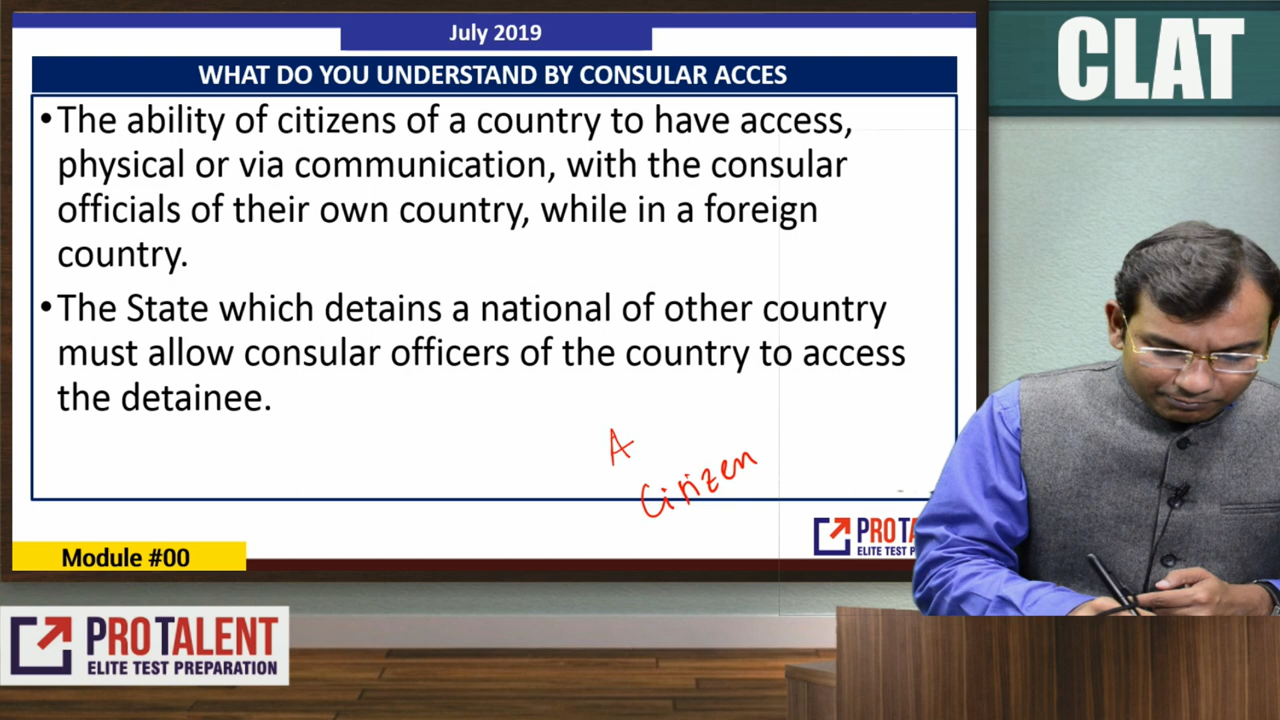 July 2019
CLAT
WHAT DO YOU UNDERSTAND BY CONSULAR ACCES
•The ability of citizens of a country to have access,
physical or via communication, with the consular
officials of their own country, while in a foreign
country.
•The State which detains a national of other country
must allow consular officers of the country to access
the detainee.
A
Citizen
PROTA
ELITE TEST P
Module #00
PROTALENT
ELITE TEST PREPARATION